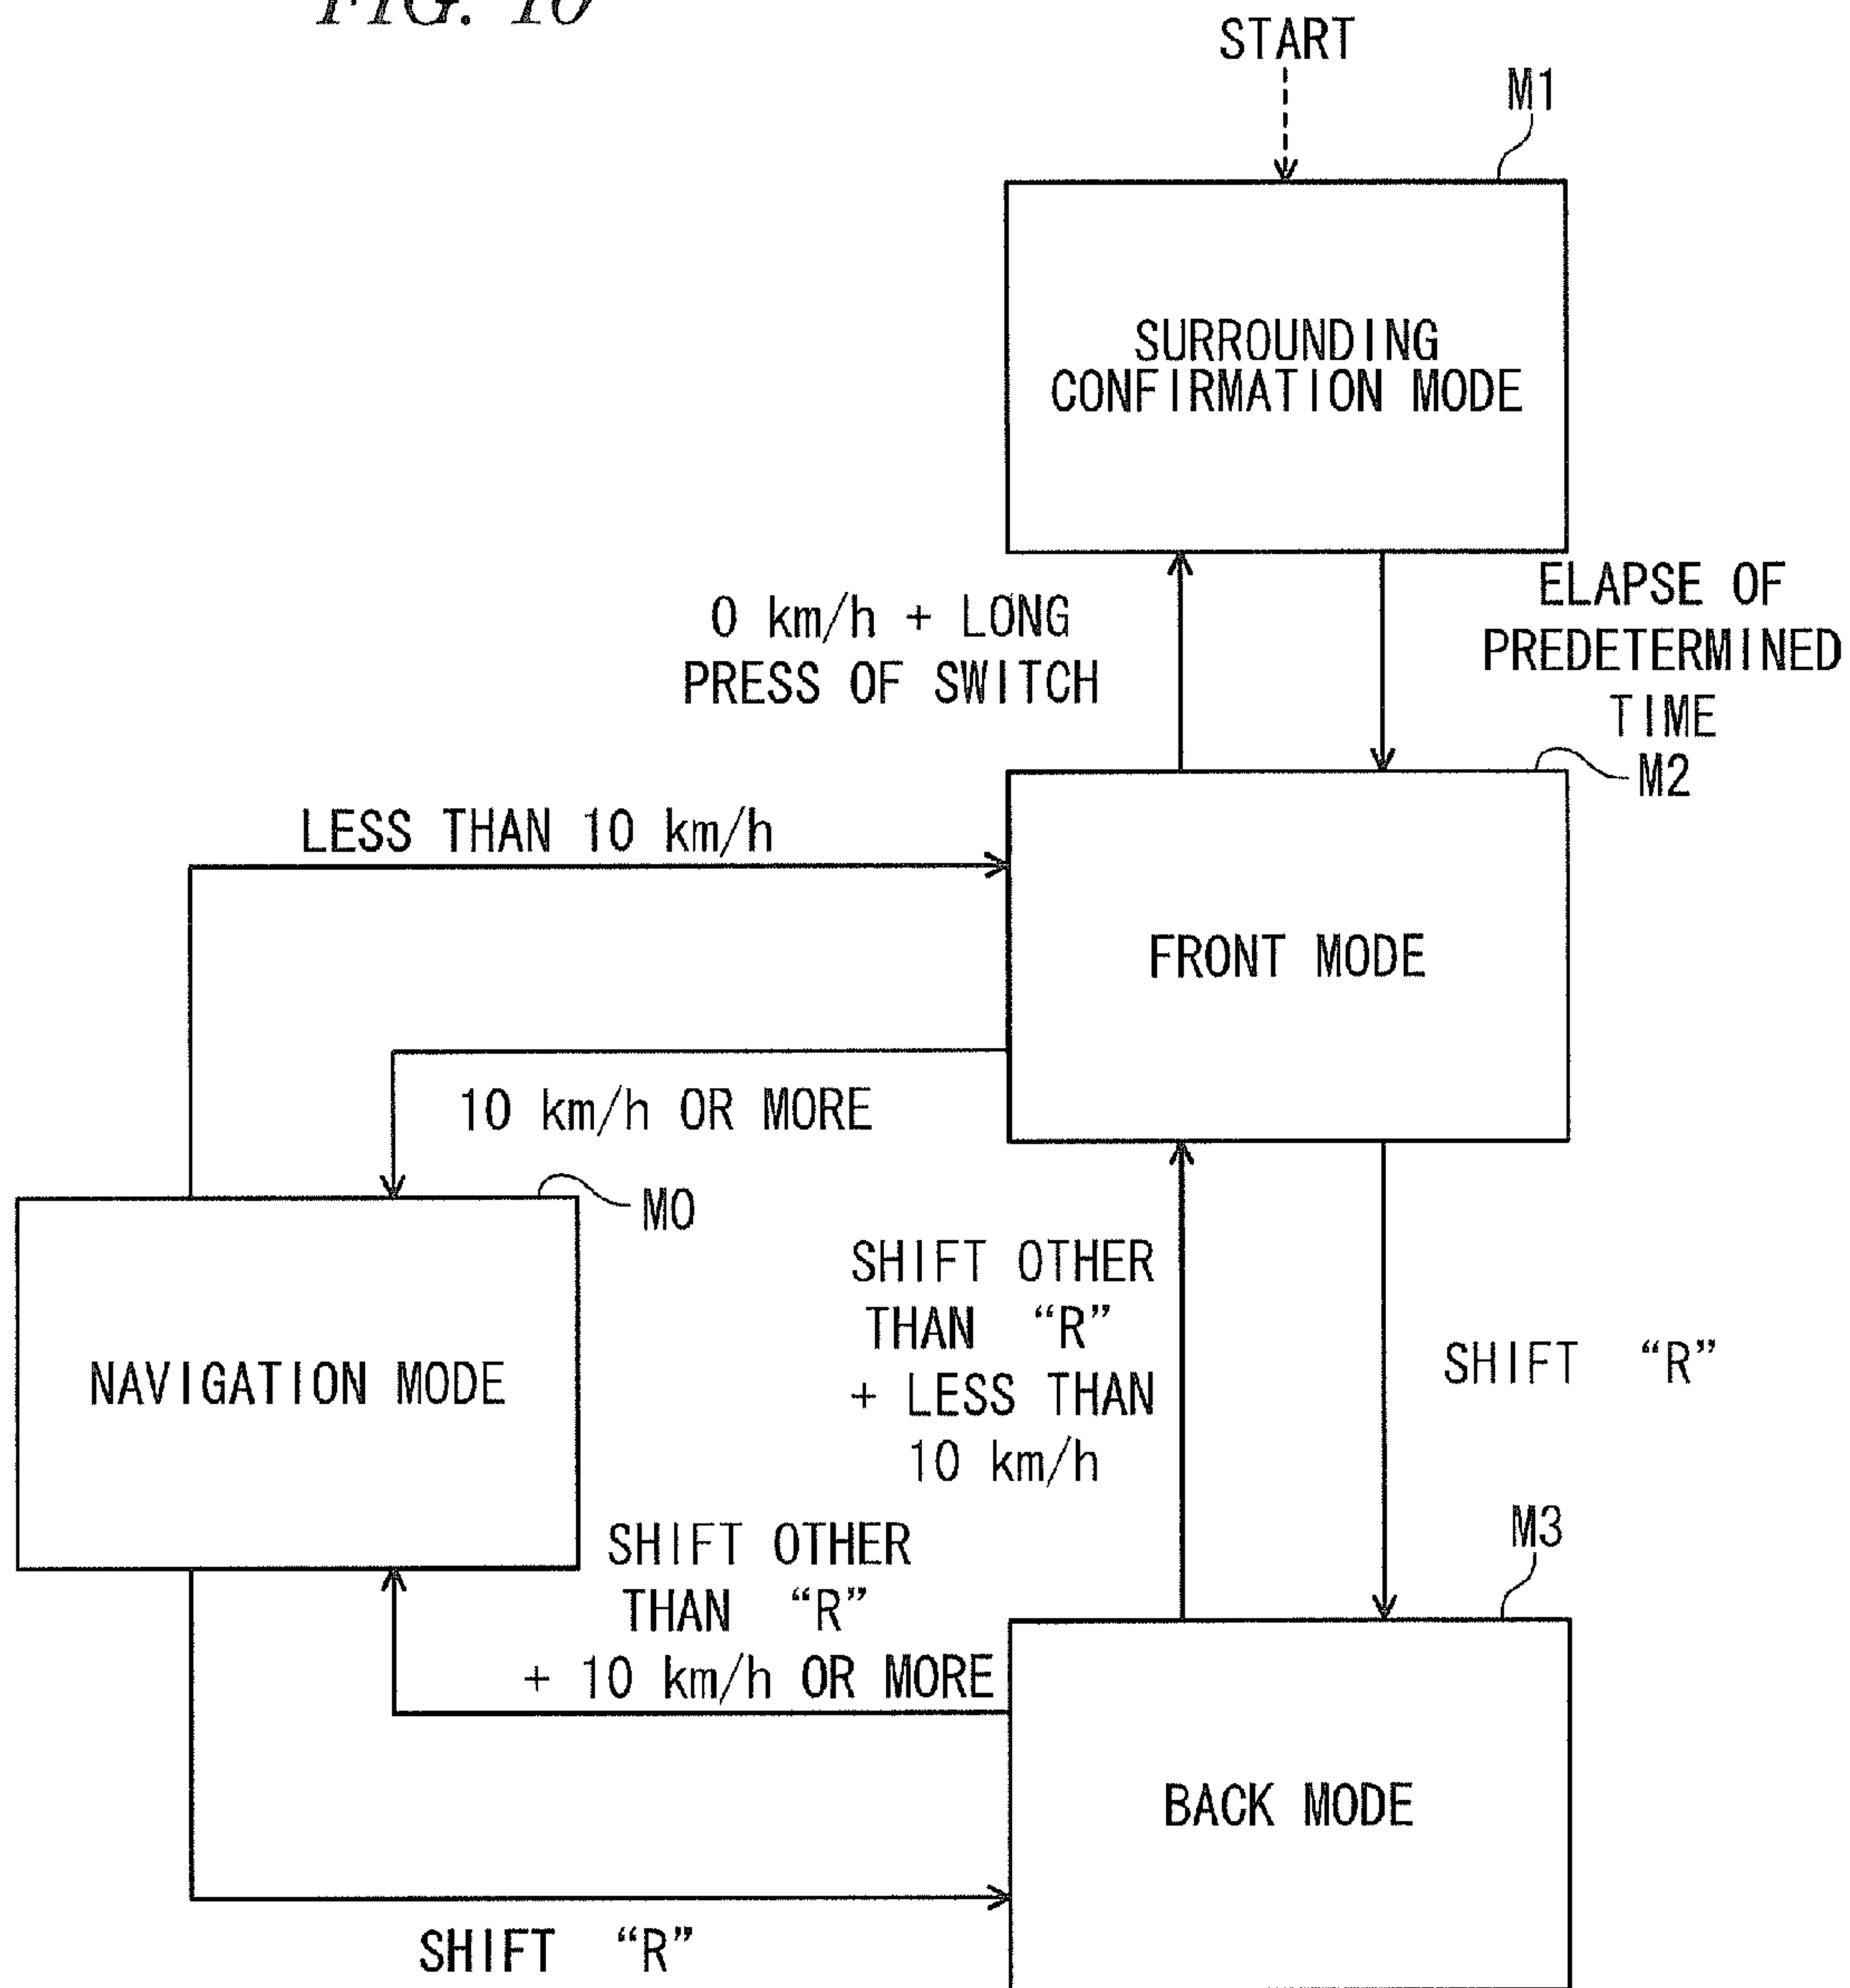 FIG. 10
START
M1
SURROUNDING
CONFIRMATION MODE
0 km/h + LONG
PRESS OF SWITCH
ELAPSE OF
PREDETERMINED
TIME
M2
LESS THAN 10 km/h
FRONT MODE
10 km/h OR MORE
M0
NAVIGATION MODE
SHIFT OTHER
THAN “R”
+ LESS THAN
10 km/h
SHIFT “R”
M3
SHIFT OTHER
THAN “R”
+ 10 km/h OR MORE
BACK MODE
SHIFT “R”